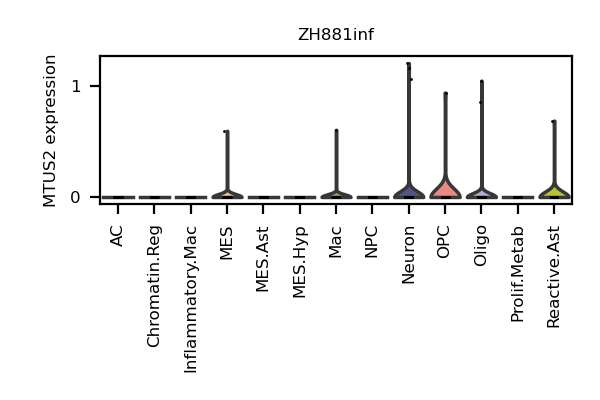 ZH881inf
MTUS2 expression
1
0
AC
Chromatin.Reg
Inflammatory.Mac
MES
MES.Ast
MES.Hyp
Mac
NPC
Neuron
OPC
Oligo
Prolif.Metab
Reactive.Ast